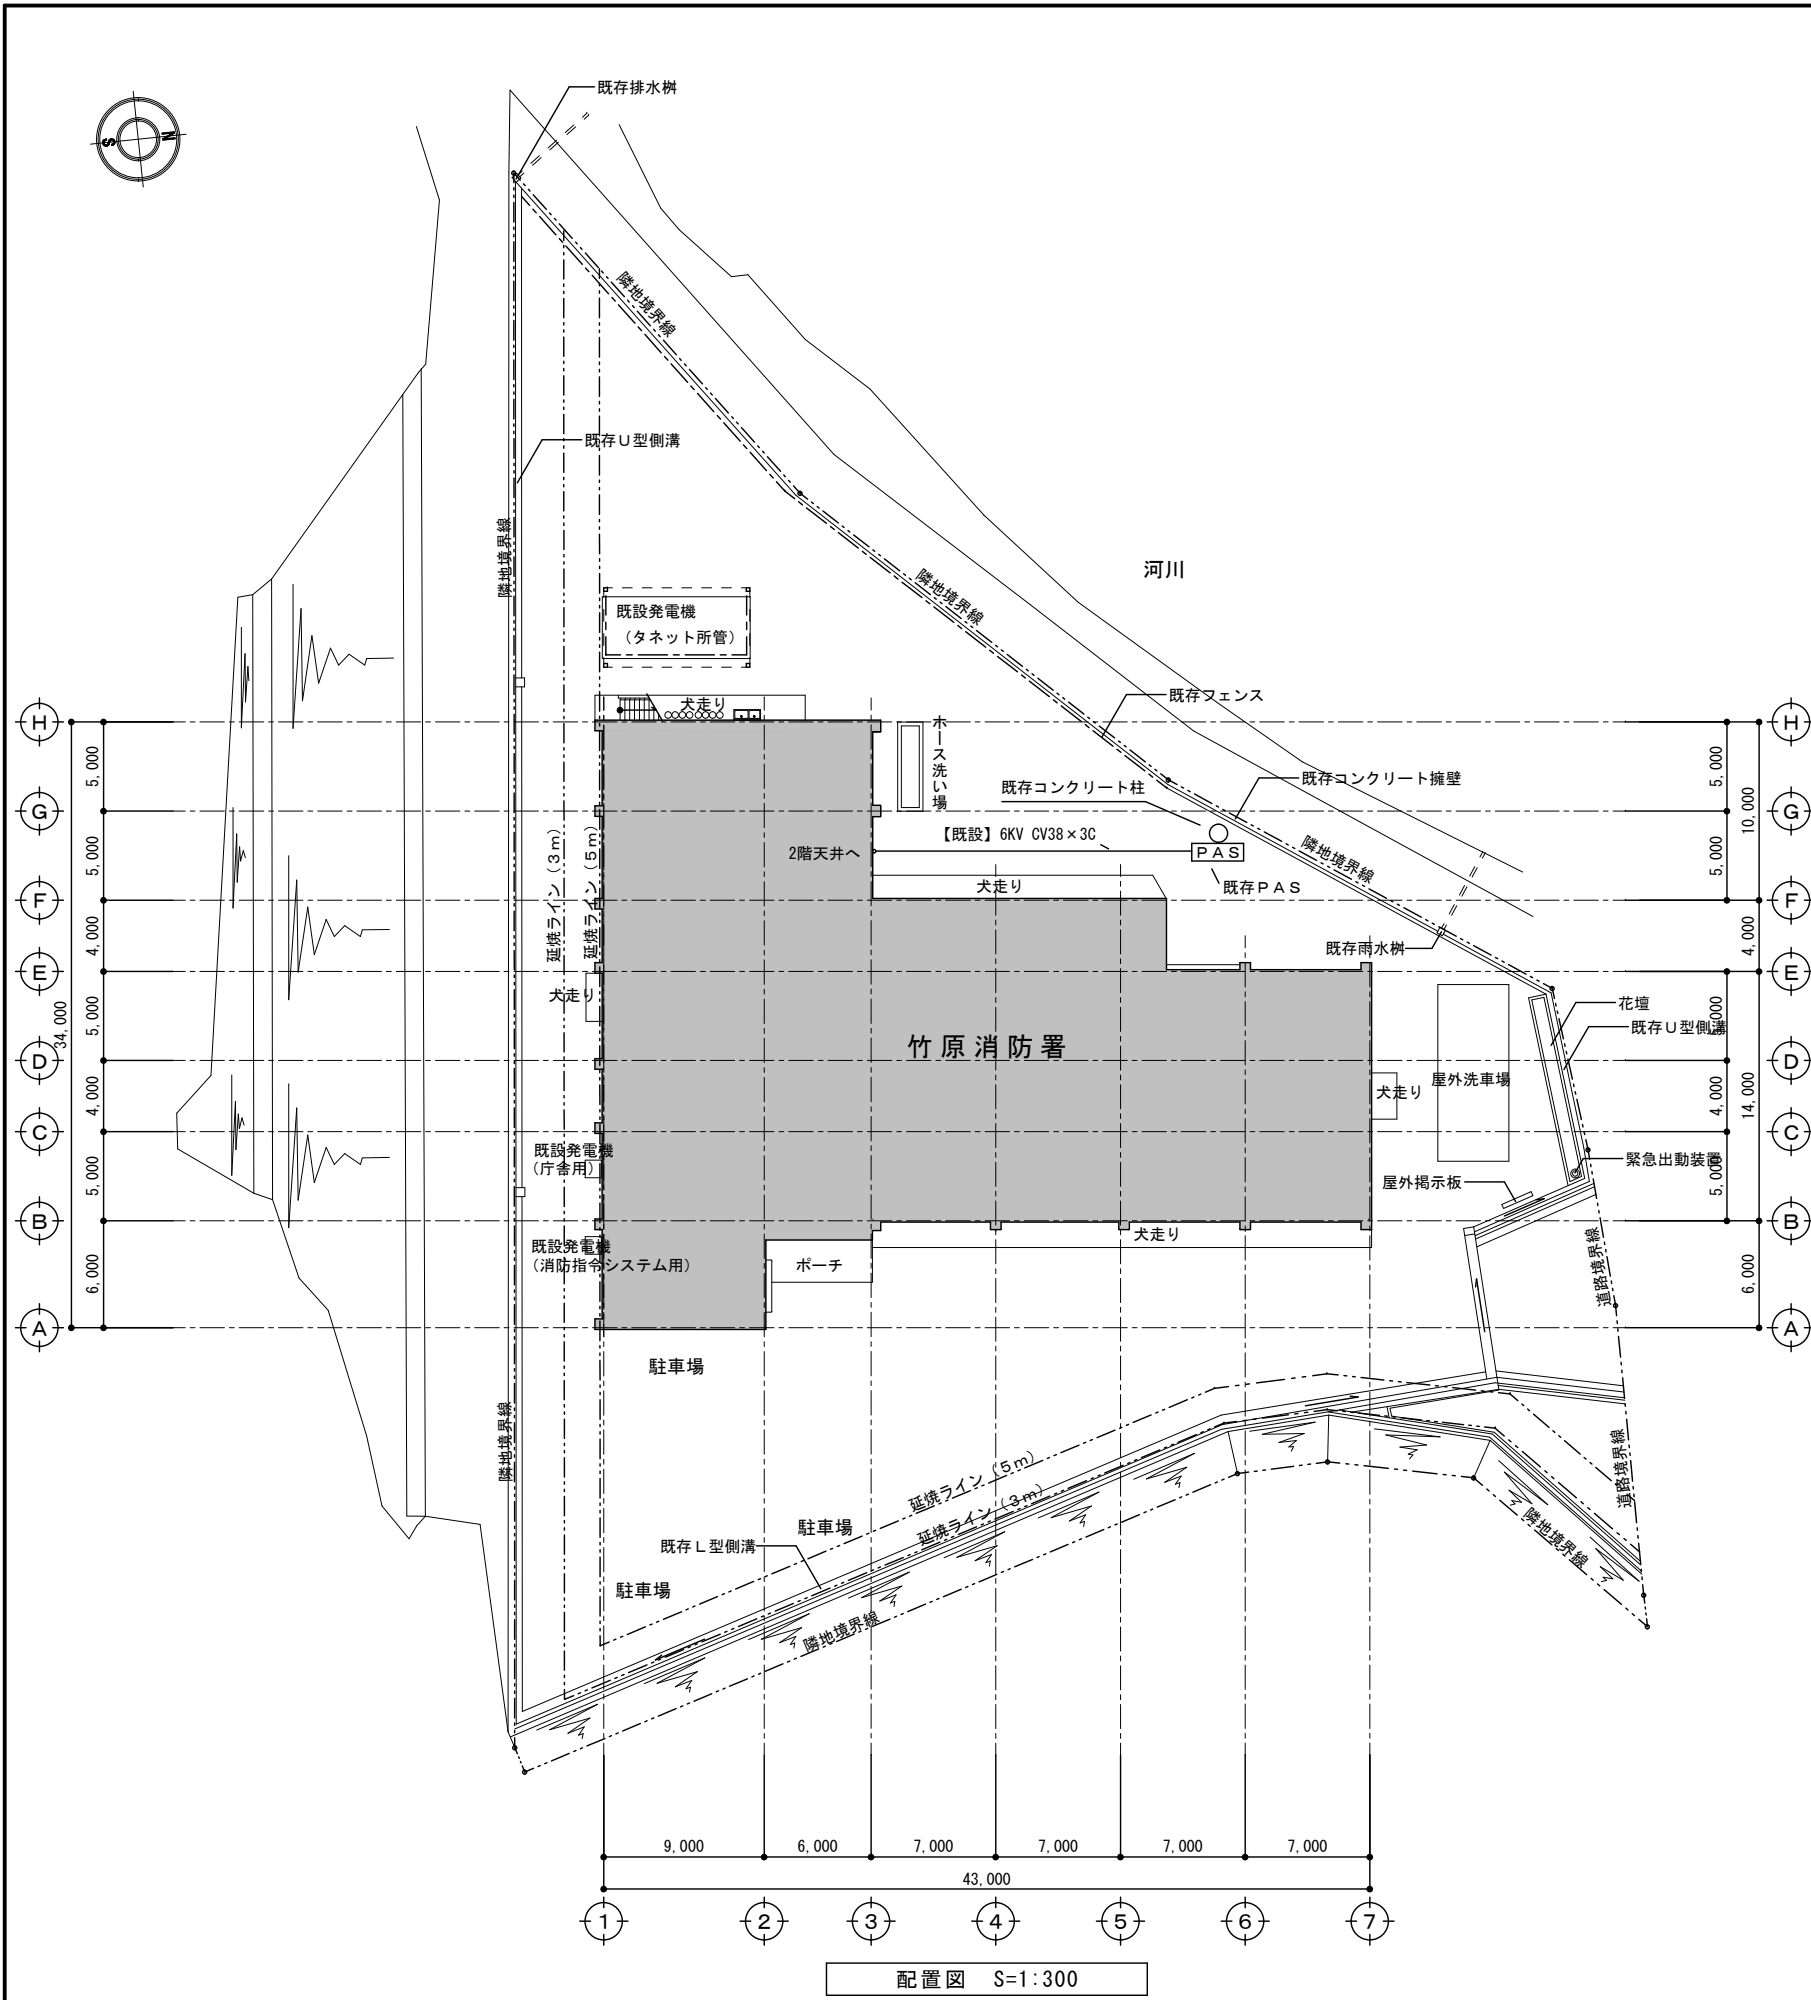 既存排水桝
S
N
隣地境界線
既存U型側溝
隣地境界線
河川
隣地境界線
既設発電機
(タネット所管)
既存フェンス
犬走り
ホース洗い場
既存コンクリート柱
既存コンクリート擁壁
【既設】6KV CV38×3C
2階天井へ
PAS
隣地境界線
既存PAS
犬走り
延焼ライン(3m)
延焼ライン(5m)
既存雨水桝
犬走り
花壇
既存U型側溝
竹原消防署
屋外洗車場
犬走り
既設発電機
(庁舎用)
緊急出動装置
屋外掲示板
既設発電機
(消防指令システム用)
ポーチ
犬走り
道路境界線
駐車場
隣地境界線
道路境界線
延焼ライン(5m)
延焼ライン(3m)
駐車場
既存L型側溝
隣地境界線
駐車場
隣地境界線
H
G
F
E
D
C
B
A
5,000
5,000
4,000
5,000
4,000
5,000
6,000
34,000
H
G
F
E
D
C
B
A
5,000
5,000
10,000
4,000
5,000
4,000
5,000
14,000
6,000
9,000
6,000
7,000
7,000
7,000
7,000
43,000
1
2
3
4
5
6
7
配置図 S=1:300